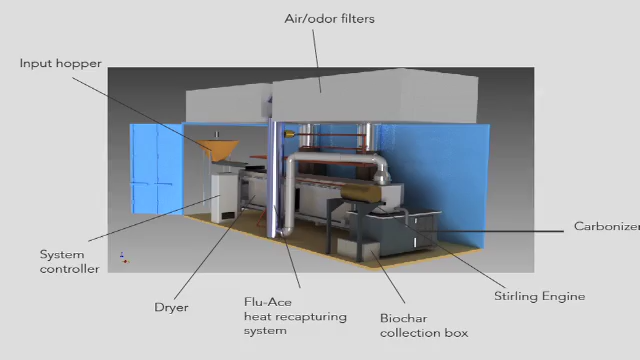 Air/odor filters
Input hopper
Carbonizer
System
controller
Stirling Engine
Dryer
Flu-Ace
heat recapturing
system
Biochar
collection box